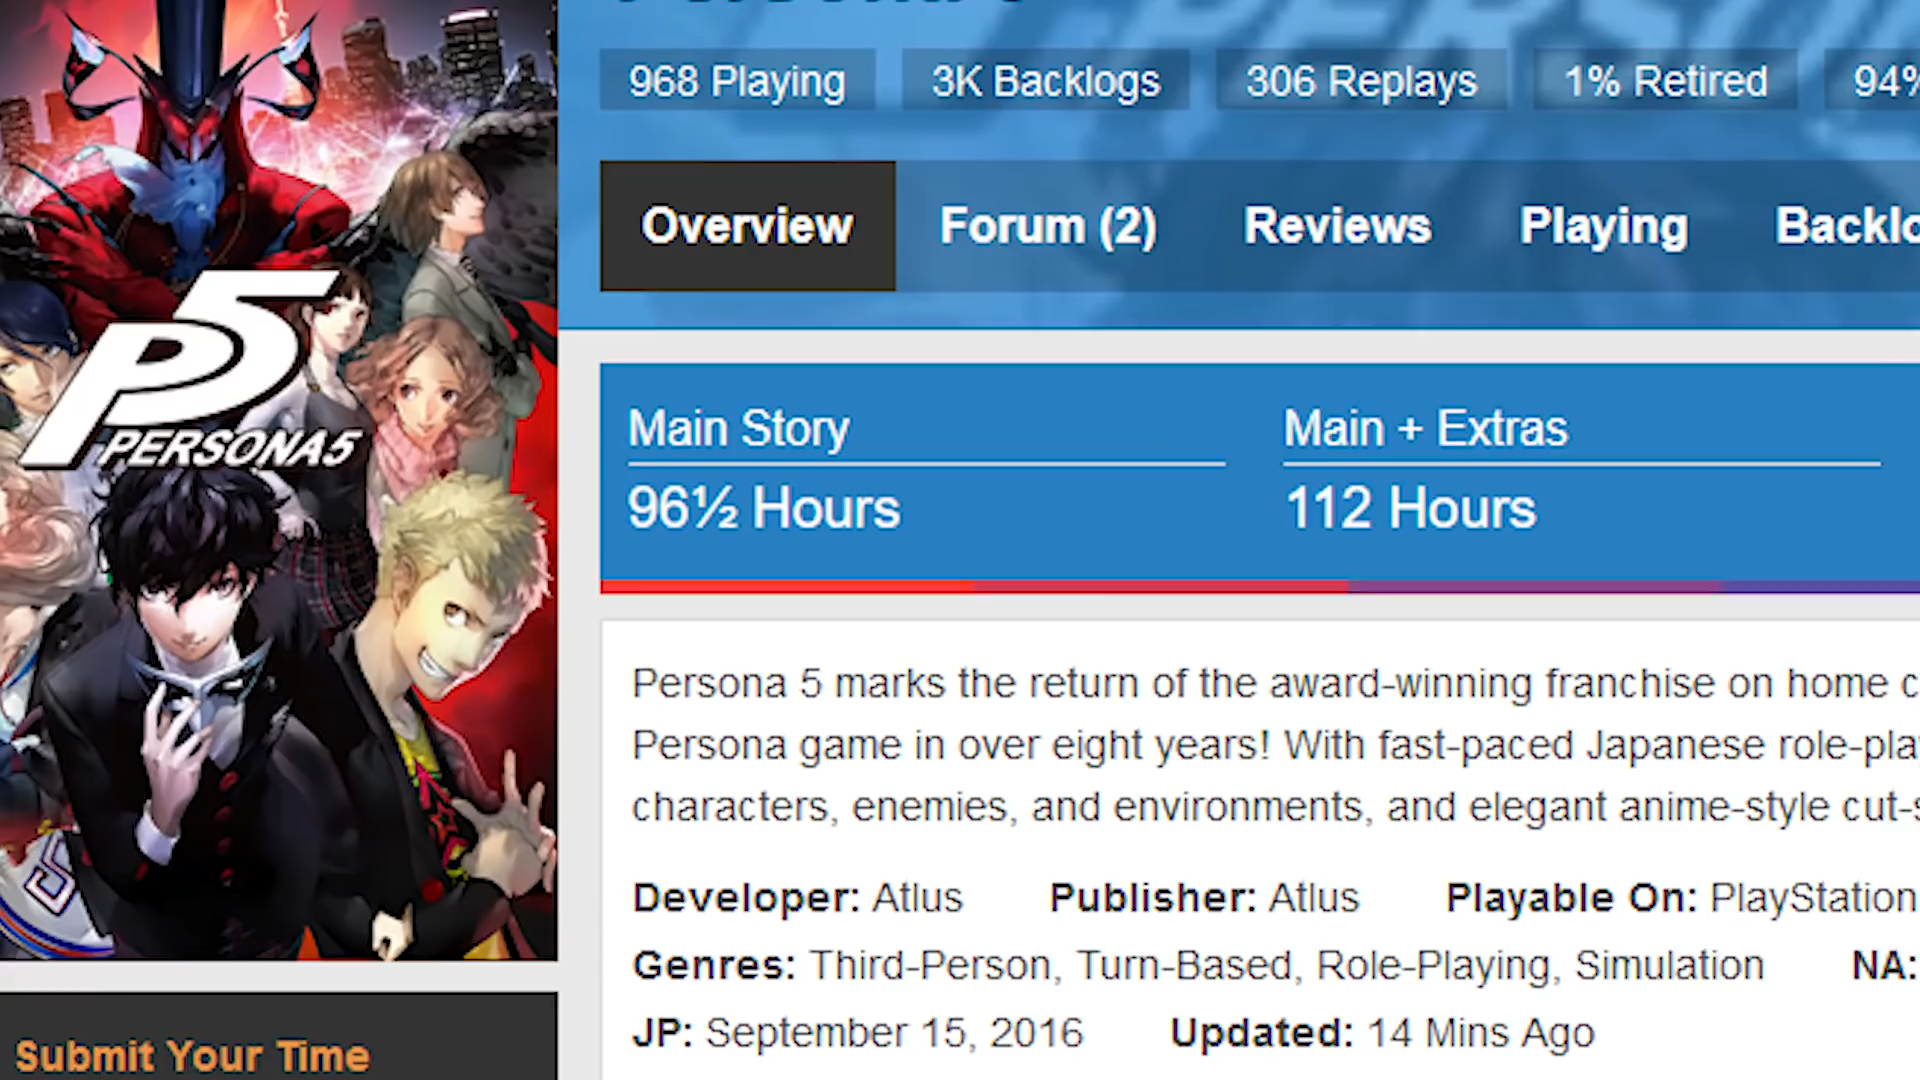 968 Playing 3K Backlogs 306 Replays 1% Retired 94%
Overview Forum (2) Reviews Playing
P5
PERSONA5
Main Story Main + Extras
96½ Hours 112 Hours
Persona 5 marks the return of the award-winning franchise on home
Persona game in over eight years! With fast-paced Japanese
characters, enemies, and environments, and elegant anime-style
Developer: Atlus Publisher: Atlus Playable On: PlayStation
Genres: Third-Person, Turn-Based, Role-Playing, Simulation NA:
JP: September 15, 2016 Updated: 14 Mins Ago
Submit Your Time